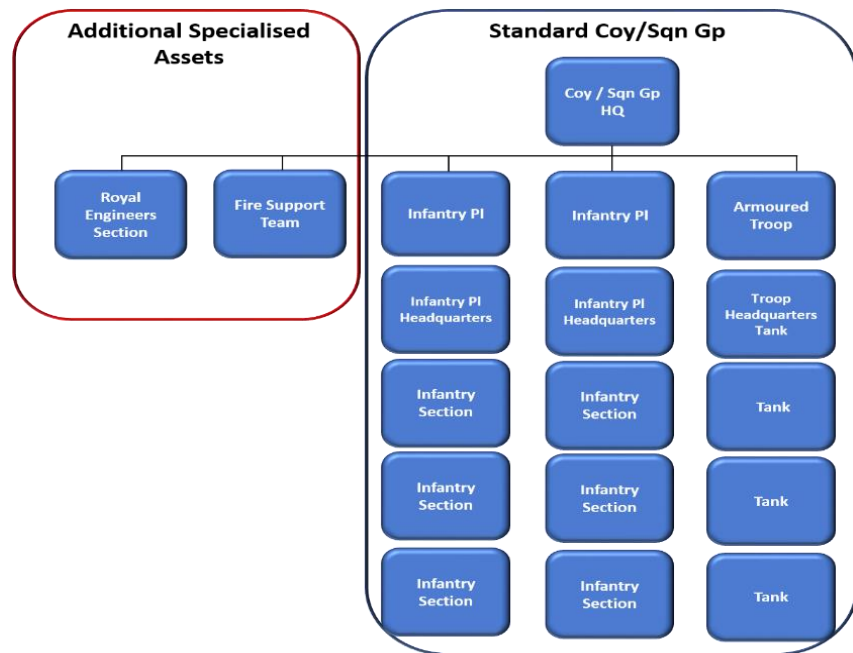 Additional Specialised
Assets
Standard Coy/Sqn Gp
Coy / Sqn Gp
HQ
Royal
Engineers
Section
Fire Support
Team
Infantry Pl
Infantry Pl
Armoured
Troop
Infantry Pl
Headquarters
Infantry Pl
Headquarters
Troop
Headquarters
Tank
Infantry
Section
Infantry
Section
Tank
Infantry
Section
Infantry
Section
Tank
Infantry
Section
Infantry
Section
Tank